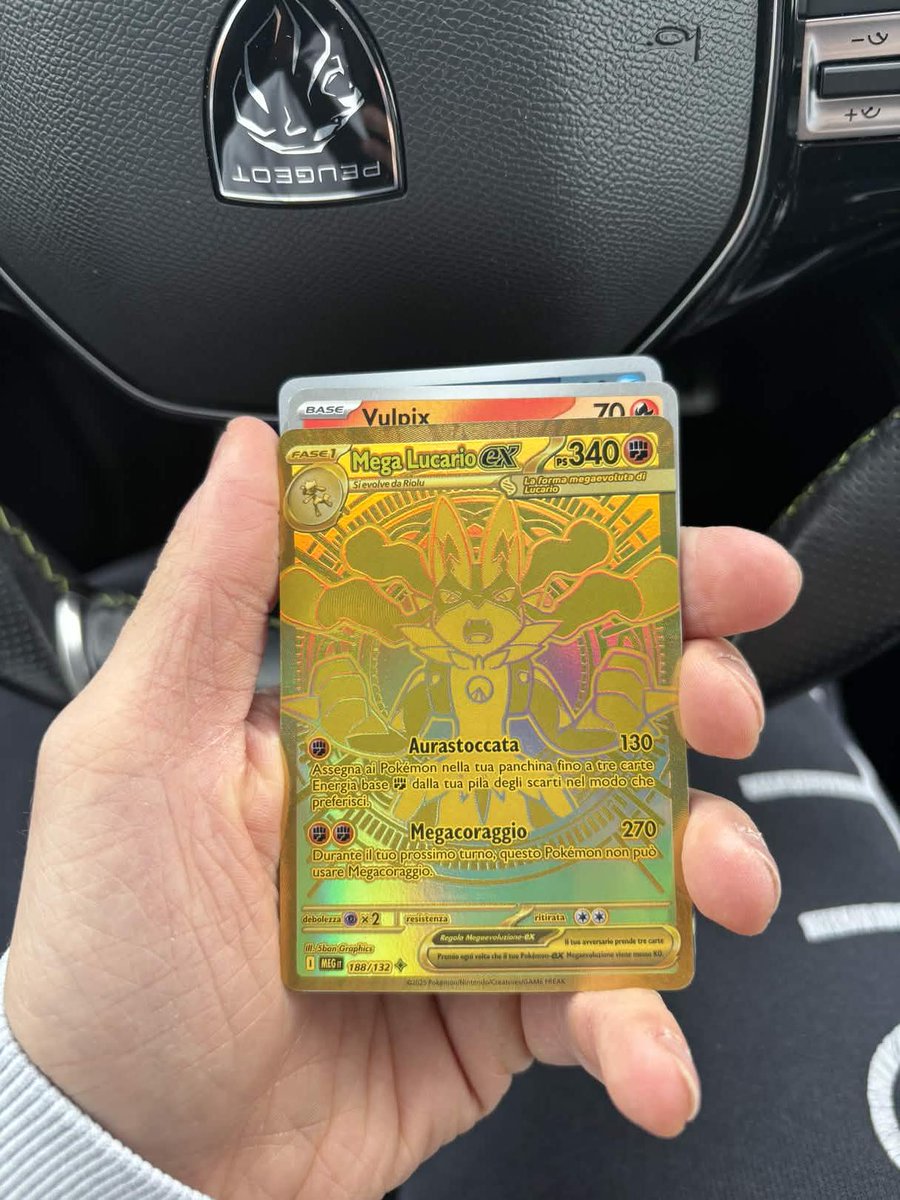 PEUGEOT
BASE Vulpix 70
FASE 1 Mega Lucario ex PS 340
Si evolve da Riolu
La forma megaevoluta di
Lucario
Aurastoccata 130
Assegna ai Pokémon nella tua panchina fino a tre carte
Energia base dalla tua pila degli scarti nel modo che
preferisci.
Megacoraggio 270
Durante il tuo prossimo turno, questo Pokémon non può
usare Megacoraggio.
debolezza ×2 resistenza ritirata
Regola Megaevoluzione-ex Il tuo avversario prende tre carte
Premio ogni volta che il tuo Pokémon-ex Megaevoluzione viene messo KO.
Ill. 5ban Graphics
I MEG IT 188/132
©2025 Pokémon/Nintendo/Creatures/GAME FREAK